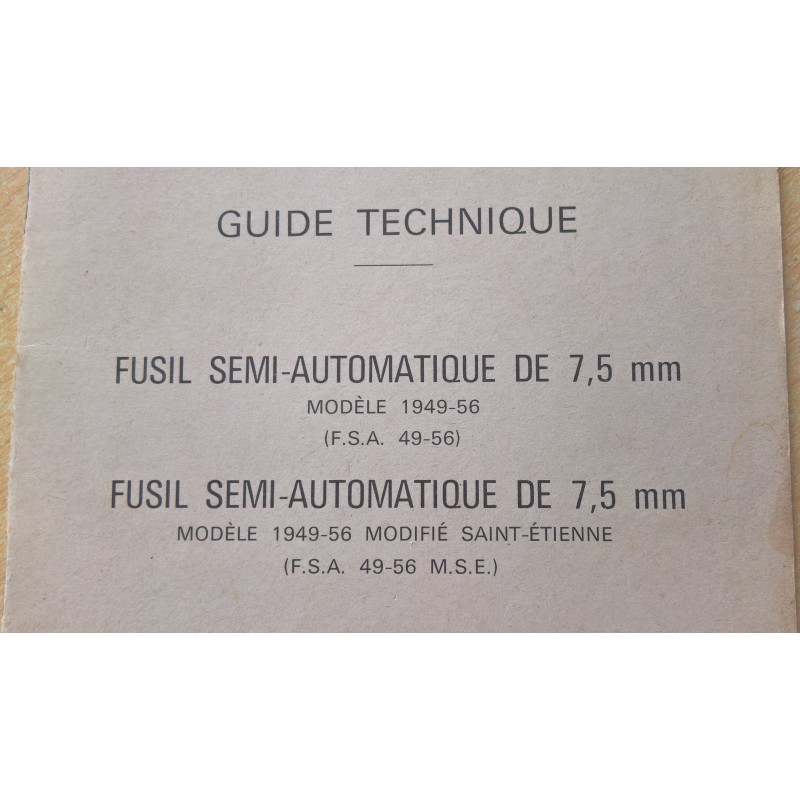 GUIDE TECHNIQUE
FUSIL SEMI-AUTOMATIQUE DE 7,5 mm
MODÈLE 1949-56
(F.S.A. 49-56)
FUSIL SEMI-AUTOMATIQUE DE 7,5 mm
MODÈLE 1949-56 MODIFIÉ SAINT-ÉTIENNE
(F.S.A. 49-56 M.S.E.)